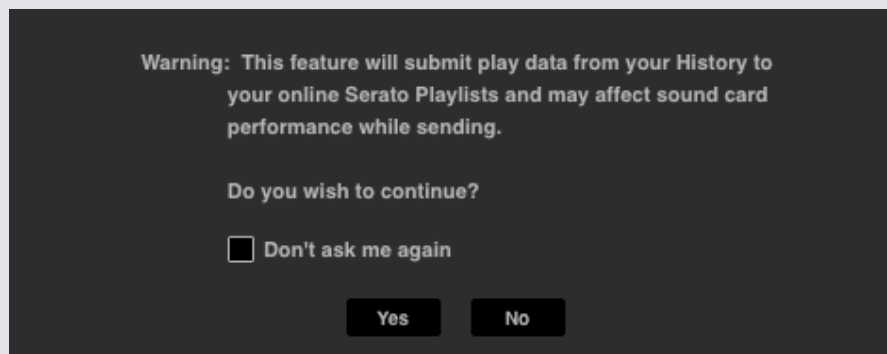 Warning: This feature will submit play data from your History to
your online Serato Playlists and may affect sound card
performance while sending.
Do you wish to continue?
Don't ask me again
Yes No